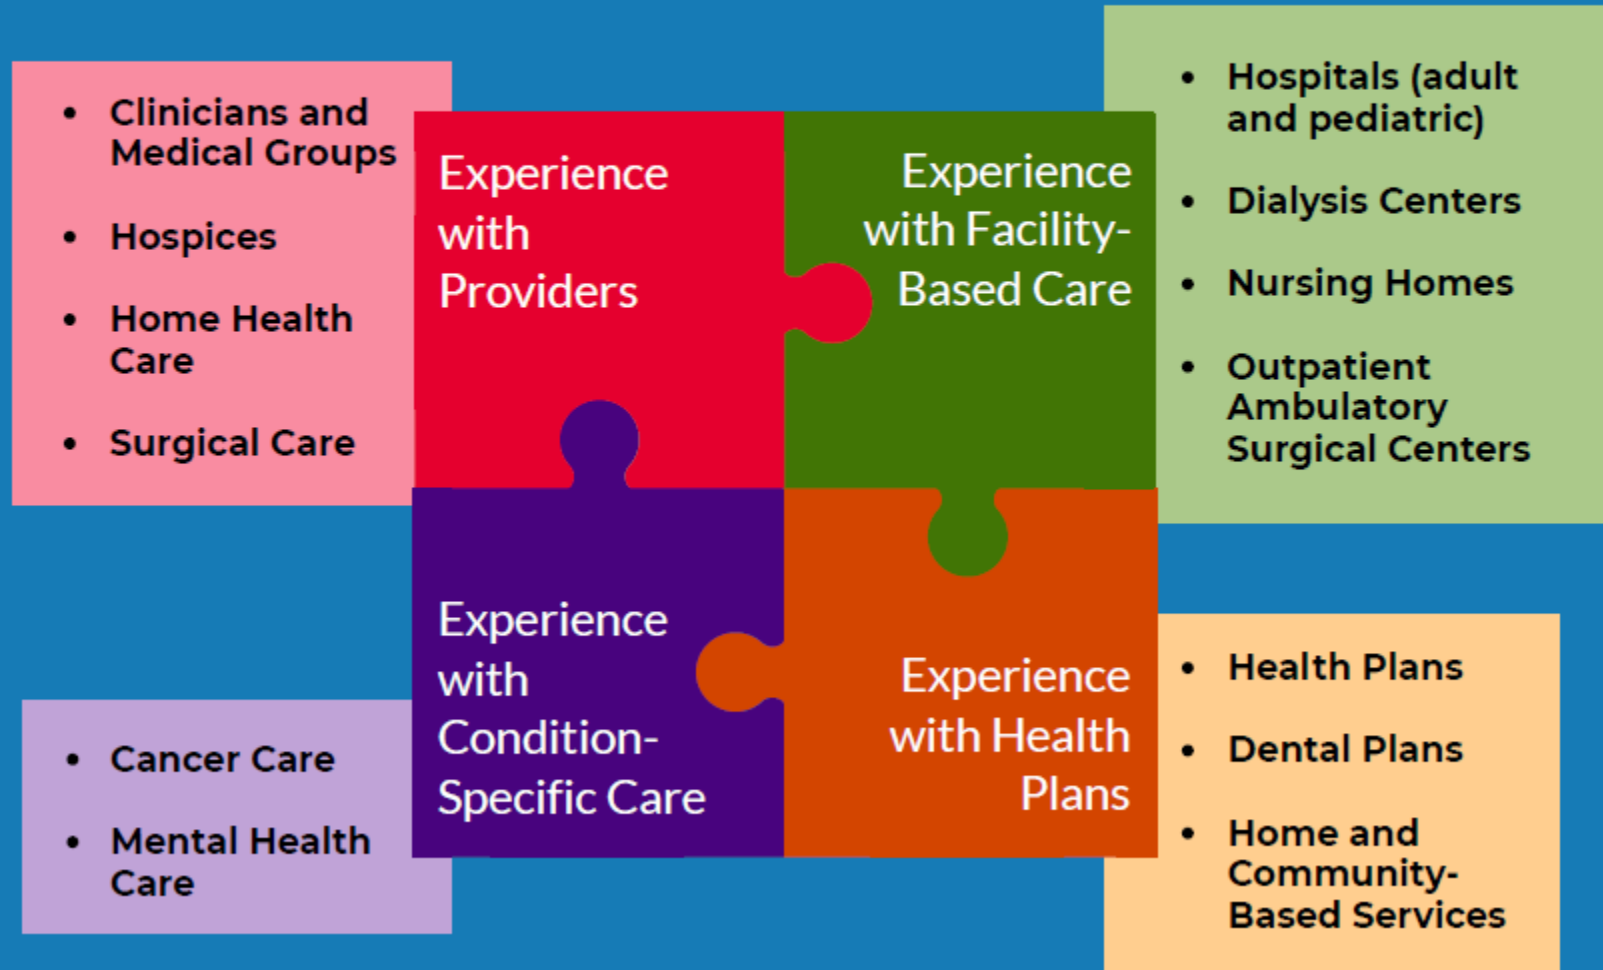 • Clinicians and
Medical Groups
• Hospices
• Home Health
Care
• Surgical Care
Experience
with
Providers
Experience
with Facility-
Based Care
• Hospitals (adult
and pediatric)
• Dialysis Centers
• Nursing Homes
• Outpatient
Ambulatory
Surgical Centers
• Cancer Care
• Mental Health
Care
Experience
with
Condition-
Specific Care
Experience
with Health
Plans
• Health Plans
• Dental Plans
• Home and
Community-
Based Services